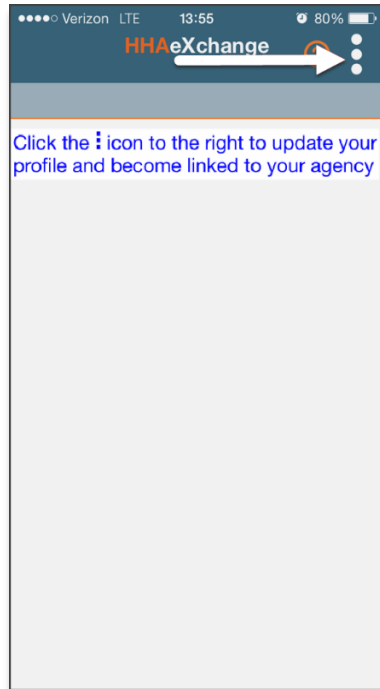 Verizon LTE 13:55 80%
HHAeXchange
Click the icon to the right to update your
profile and become linked to your agency